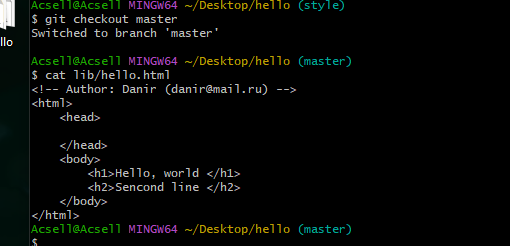 Acsell@Acsell MINGW64 ~/Desktop/hello (style)
$ git checkout master
Switched to branch 'master'
llo
Acsell@Acsell MINGW64 ~/Desktop/hello (master)
$ cat lib/hello.html
<!-- Author: Danir (danir@mail.ru) -->
<html>
    <head>

    </head>
    <body>
        <h1>Hello, world </h1>
        <h2>Sencond line </h2>
    </body>
</html>
Acsell@Acsell MINGW64 ~/Desktop/hello (master)
$